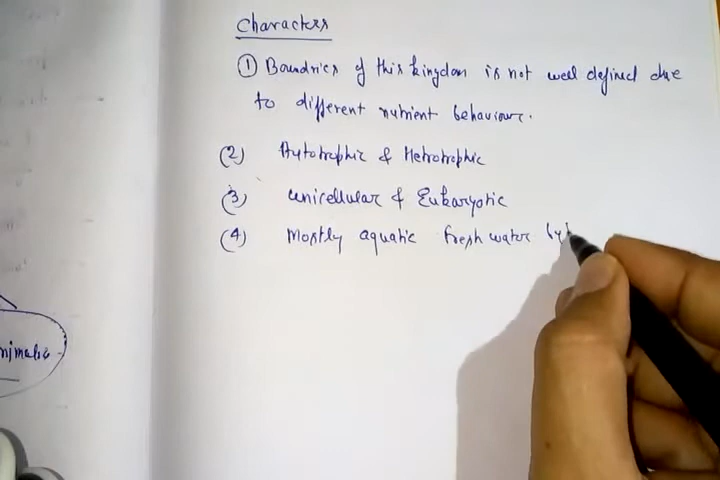 Characters
(1) Boundries of this kingdom is not well defined due
to different nutrient behaviour.
(2) Autotrophic & Hetrotrophic
(3) Unicellular & Eukaryotic
(4) Mostly aquatic fresh water